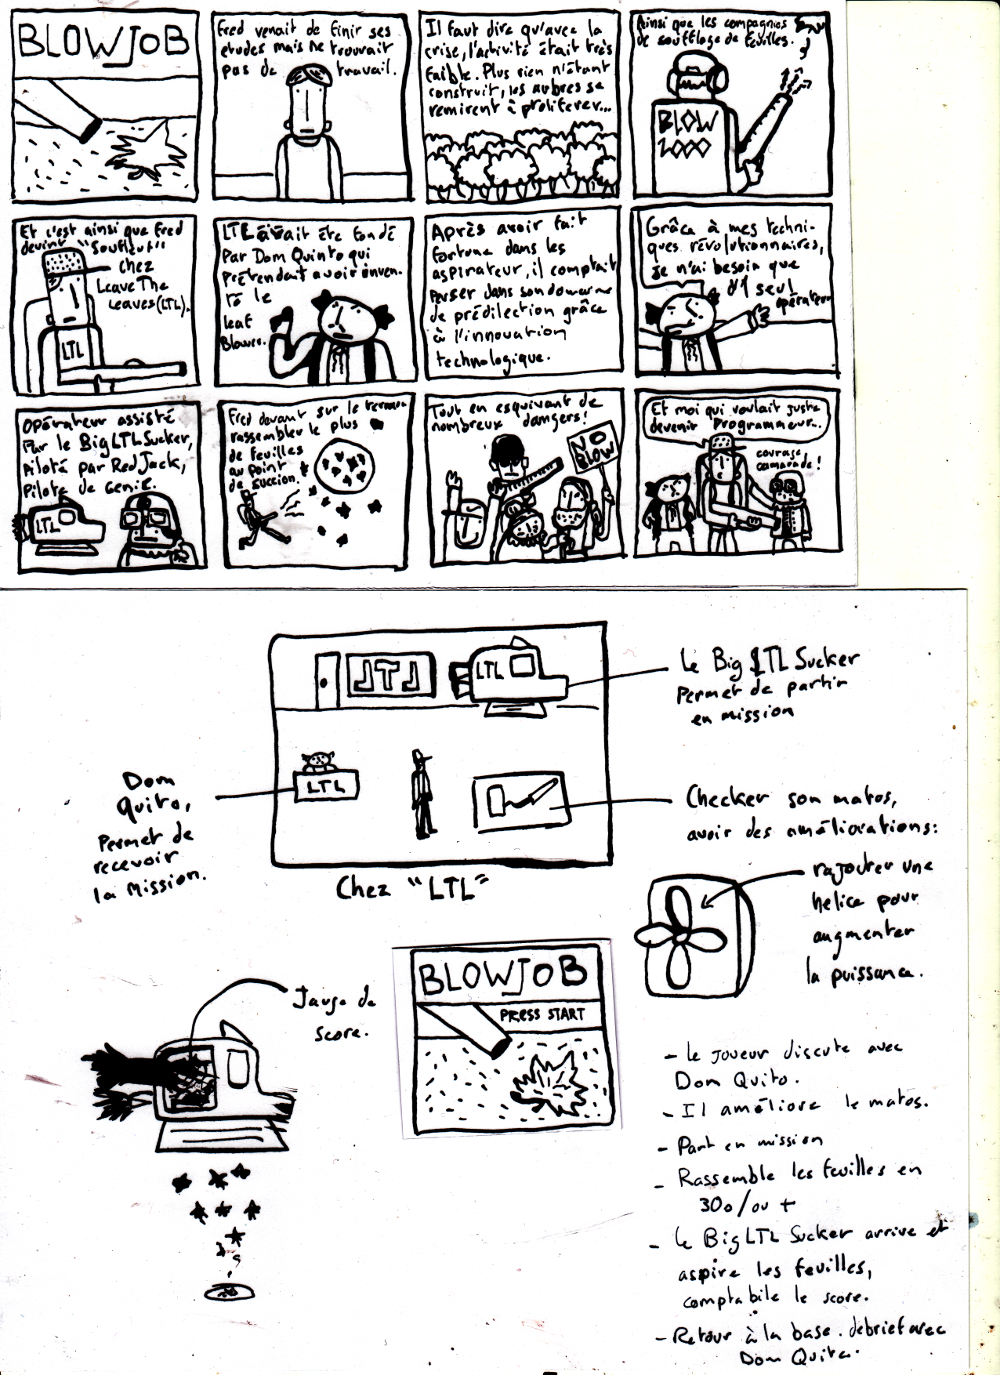 BLOWJOB
Fred venait de finir ses
etudes mais ne trouvait
pas de travail.
Il faut dire qu'avec la
crise, l'activité était très
faible. Plus rien n'étant
construit, les arbres se
remirent à proliferer...
Ainsi que les compagnies
de soufflage de feuilles.
BLOW
2000
Et c'est ainsi que Fred
devint "Souffleur"
chez
Leave The
Leaves (LTL).
LTL
LTL avait été fondé
par Dom Quinto qui
prétendait avoir inven-
té le
leaf
Blower.
Après avoir fait
fortune dans les
aspirateur, il comptait
percer dans son domaine
de prédilection grâce
à l'innovation
technologique.
Grâce à mes techni-
ques révolutionnaires,
je n'ai besoin que
d'1 seul
opérateur
Opérateur assisté
Par le Big LTL Sucker,
piloté par Red Jack,
Pilote de Genie.
LTL
Fred devant sur le terrain
rassembler le plus
de feuilles
au point
de succion.
Tout en esquivant de
nombreux dangers!
NO
BLOW
Et moi qui voulait juste
devenir Programmeur...
courage
camarade!
LTL
LTL
Chez "LTL"
Le Big LTL Sucker
Permet de partir
en mission
Dom
Quito,
Permet de
recevoir
la Mission.
Checker son matos,
avoir des améliorations:
rajouter une
helice pour
augmenter
la puissance.
Jauge de
score.
BLOWJOB
PRESS START
- Le joueur discute avec
Dom Quito.
- Il améliore le matos.
- Part en mission
- Rassemble les feuilles en
30s/ou +
- Le Big LTL Sucker arrive et
aspire les feuilles,
comptabile le score.
- Retour à la base. debrief avec
Dom Quito.